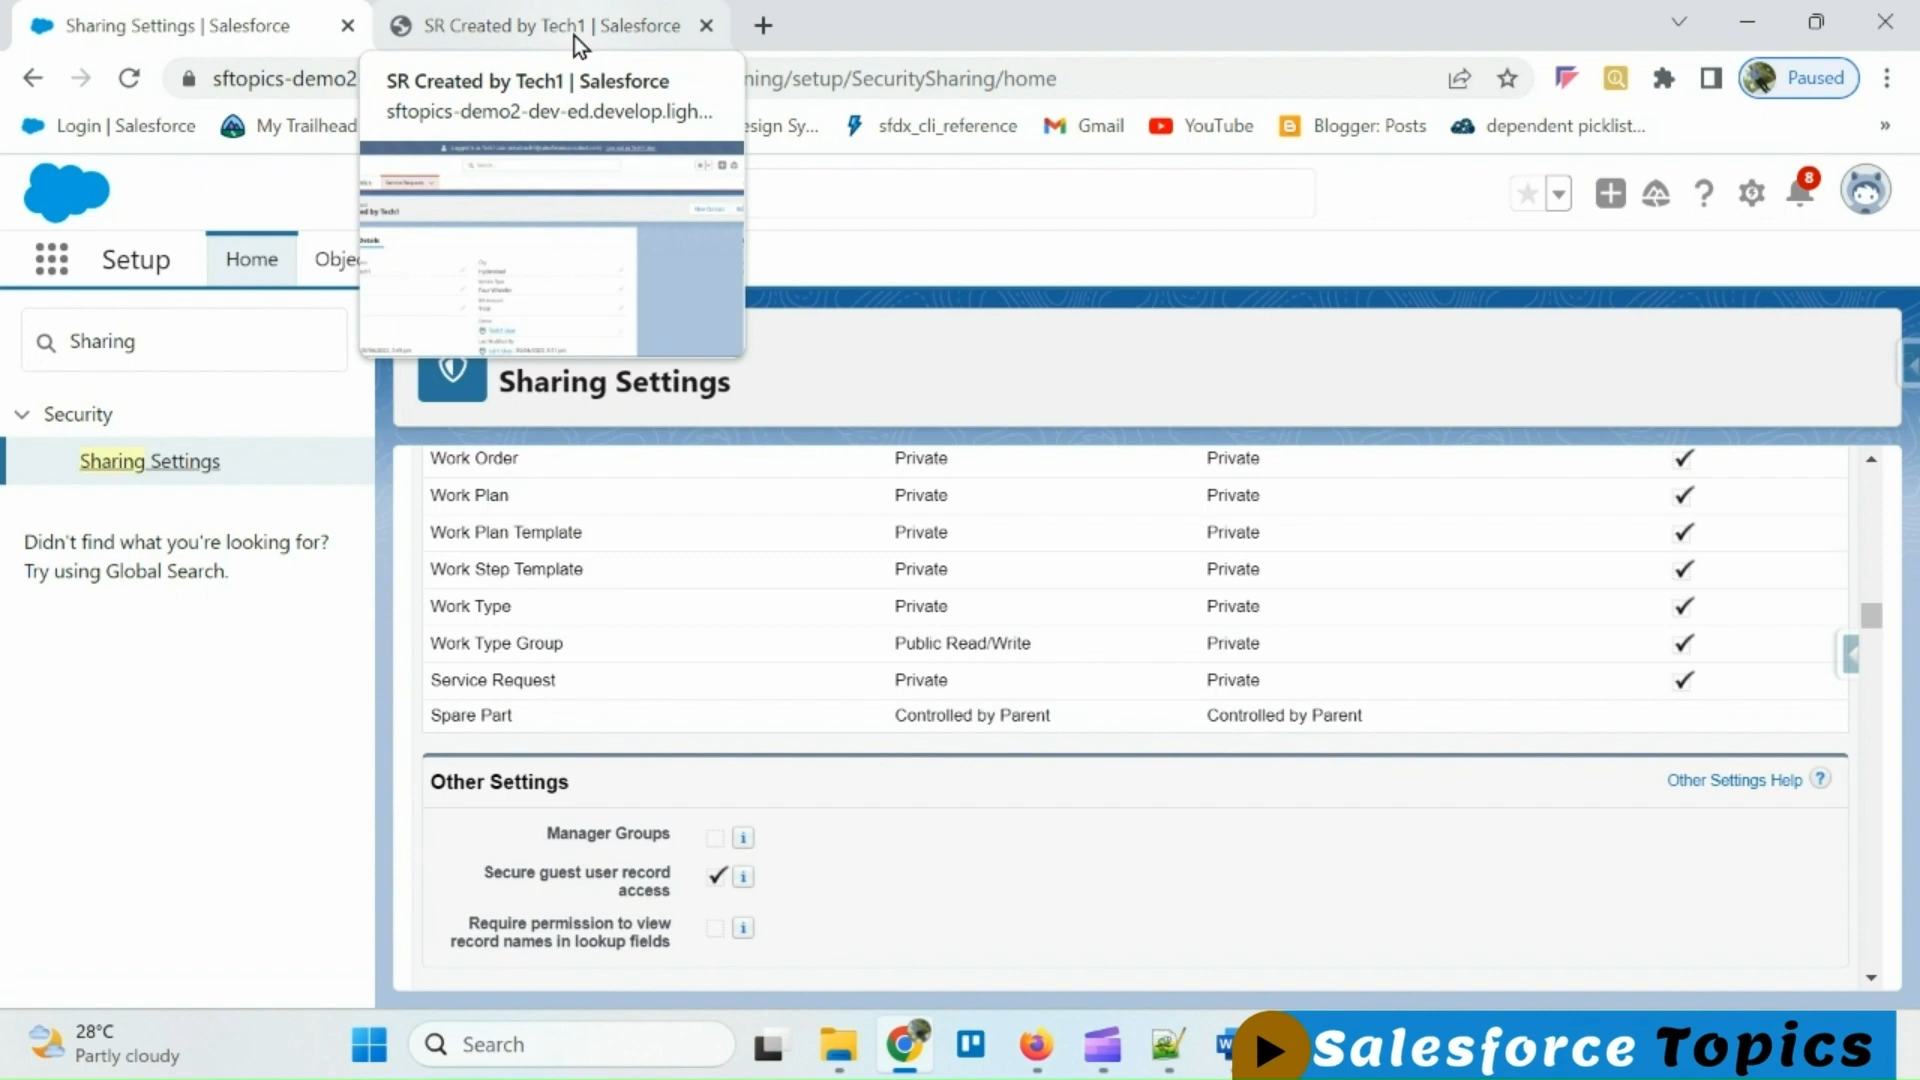 Sharing Settings | Salesforce
SR Created by Tech1 | Salesforce
sftopics-demo2
ning/setup/SecuritySharing/home
Paused
SR Created by Tech1 | Salesforce
sftopics-demo2-dev-ed.develop.ligh...
Login | Salesforce
My Trailhead
esign Sy...
sfdx_cli_reference
Gmail
YouTube
Blogger: Posts
dependent picklist...
»
8
Setup
Home
Obje
Sharing
Security
Sharing Settings
Didn't find what you're looking for?
Try using Global Search.
Sharing Settings
Work Order Private Private
Work Plan Private Private
Work Plan Template Private Private
Work Step Template Private Private
Work Type Private Private
Work Type Group Public Read/Write Private
Service Request Private Private
Spare Part Controlled by Parent Controlled by Parent
Other Settings
Other Settings Help ?
Manager Groups
Secure guest user record
access
Require permission to view
record names in lookup fields
28°C
Partly cloudy
Search
Salesforce Topics